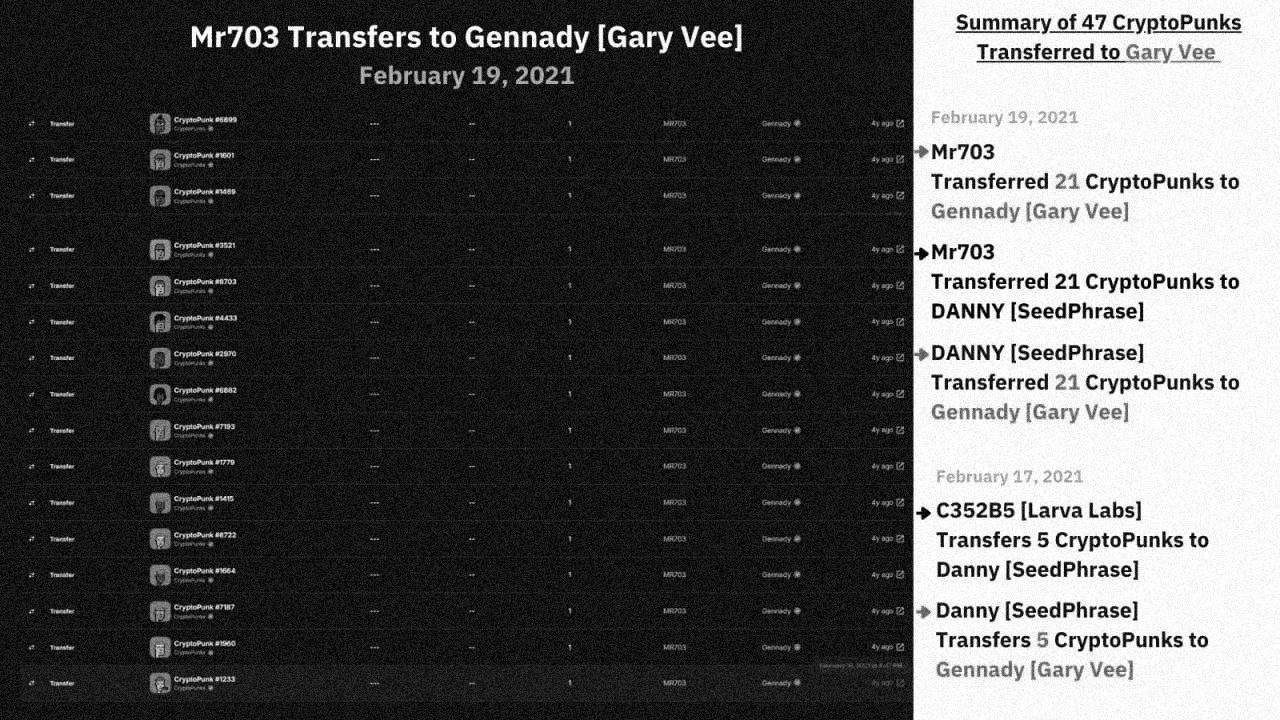 Mr703 Transfers to Gennady [Gary Vee]
February 19, 2021
Transfer CryptoPunk #6899 CryptoPunks --- --- 1 MR703 Gennady 4y ago
Transfer CryptoPunk #1601 CryptoPunks --- --- 1 MR703 Gennady 4y ago
Transfer CryptoPunk #1489 CryptoPunks --- --- 1 MR703 Gennady 4y ago
Transfer CryptoPunk #3521 CryptoPunks --- --- 1 MR703 Gennady 4y ago
Transfer CryptoPunk #8703 CryptoPunks --- --- 1 MR703 Gennady 4y ago
Transfer CryptoPunk #4433 CryptoPunks --- --- 1 MR703 Gennady 4y ago
Transfer CryptoPunk #2970 CryptoPunks --- --- 1 MR703 Gennady 4y ago
Transfer CryptoPunk #6882 CryptoPunks --- --- 1 MR703 Gennady 4y ago
Transfer CryptoPunk #7193 CryptoPunks --- --- 1 MR703 Gennady 4y ago
Transfer CryptoPunk #1779 CryptoPunks --- --- 1 MR703 Gennady 4y ago
Transfer CryptoPunk #1415 CryptoPunks --- --- 1 MR703 Gennady 4y ago
Transfer CryptoPunk #8722 CryptoPunks --- --- 1 MR703 Gennady 4y ago
Transfer CryptoPunk #1664 CryptoPunks --- --- 1 MR703 Gennady 4y ago
Transfer CryptoPunk #7187 CryptoPunks --- --- 1 MR703 Gennady 4y ago
Transfer CryptoPunk #1960 CryptoPunks --- --- 1 MR703 Gennady 4y ago
Transfer CryptoPunk #1233 CryptoPunks --- --- 1 MR703 Gennady 4y ago
Summary of 47 CryptoPunks
Transferred to Gary Vee
February 19, 2021
Mr703
Transferred 21 CryptoPunks to
Gennady [Gary Vee]
Mr703
Transferred 21 CryptoPunks to
DANNY [SeedPhrase]
DANNY [SeedPhrase]
Transferred 21 CryptoPunks to
Gennady [Gary Vee]
February 17, 2021
C352B5 [Larva Labs]
Transfers 5 CryptoPunks to
Danny [SeedPhrase]
Danny [SeedPhrase]
Transfers 5 CryptoPunks to
Gennady [Gary Vee]